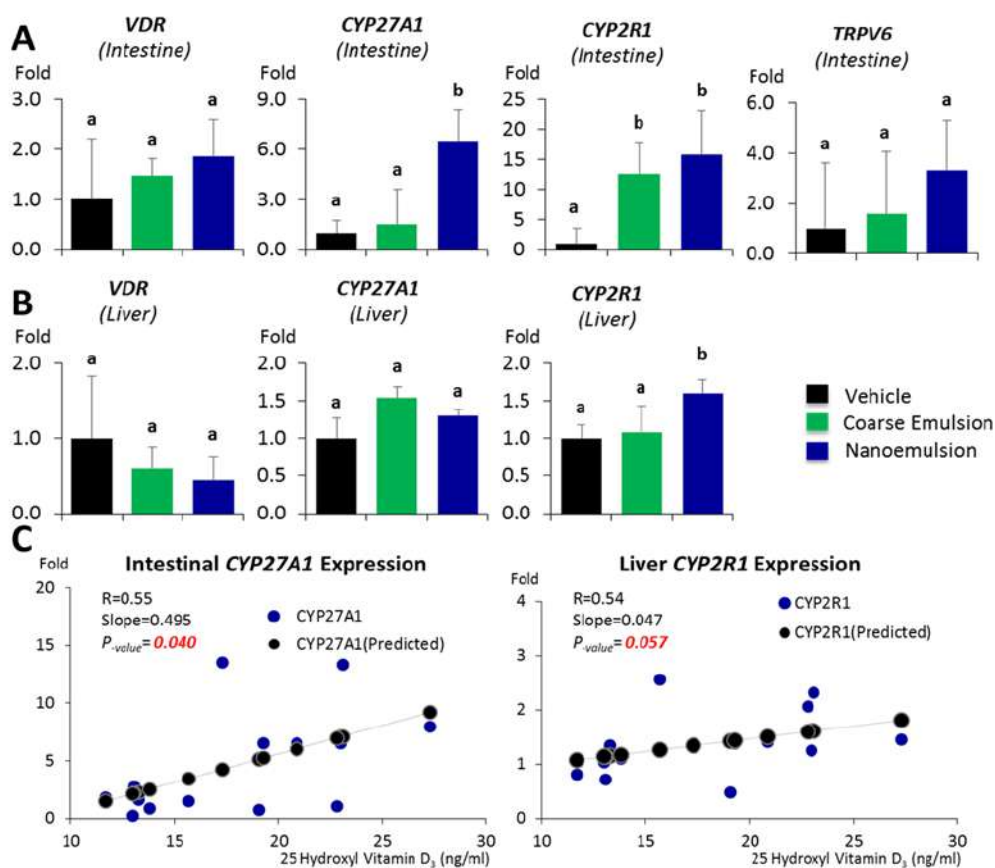 A
VDR
(Intestine)
CYP27A1
(Intestine)
CYP2R1
(Intestine)
TRPV6
(Intestine)
Fold
3.0
2.0
1.0
0.0
a
a
a
Fold
9.0
6.0
3.0
0.0
a
a
b
Fold
25
20
15
10
5
0
a
b
b
Fold
6.0
4.0
2.0
0.0
a
a
a
B
VDR
(Liver)
CYP27A1
(Liver)
CYP2R1
(Liver)
Fold
2.0
1.5
1.0
0.5
0.0
a
a
a
Fold
2.0
1.5
1.0
0.5
0.0
a
a
a
Fold
2.0
1.5
1.0
0.5
0.0
a
a
b
Vehicle
Coarse Emulsion
Nanoemulsion
C
Fold
Intestinal CYP27A1 Expression
R=0.55
Slope=0.495
P-value=0.040
CYP27A1
CYP27A1(Predicted)
20
15
10
5
0
10 15 20 25 30
25 Hydroxyl Vitamin D3 (ng/ml)
Fold
Liver CYP2R1 Expression
R=0.54
Slope=0.047
P-value=0.057
CYP2R1
CYP2R1(Predicted)
4
3
2
1
0
10 15 20 25 30
25 Hydroxyl Vitamin D3 (ng/ml)